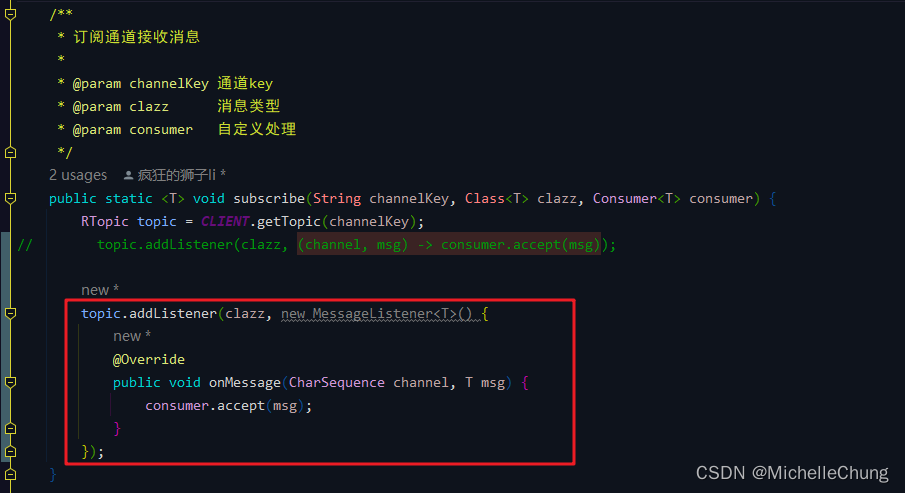 /**
 * 订阅通道接收消息
 *
 * @param channelKey 通道key
 * @param clazz      消息类型
 * @param consumer   自定义处理
 */
2 usages 疯狂的狮子li *
public static <T> void subscribe(String channelKey, Class<T> clazz, Consumer<T> consumer) {
RTopic topic = CLIENT.getTopic(channelKey);
// topic.addListener(clazz, (channel, msg) -> consumer.accept(msg));
new *
topic.addListener(clazz, new MessageListener<T>() {
new *
@Override
public void onMessage(CharSequence channel, T msg) {
consumer.accept(msg);
}
});
}
CSDN @MichelleChung